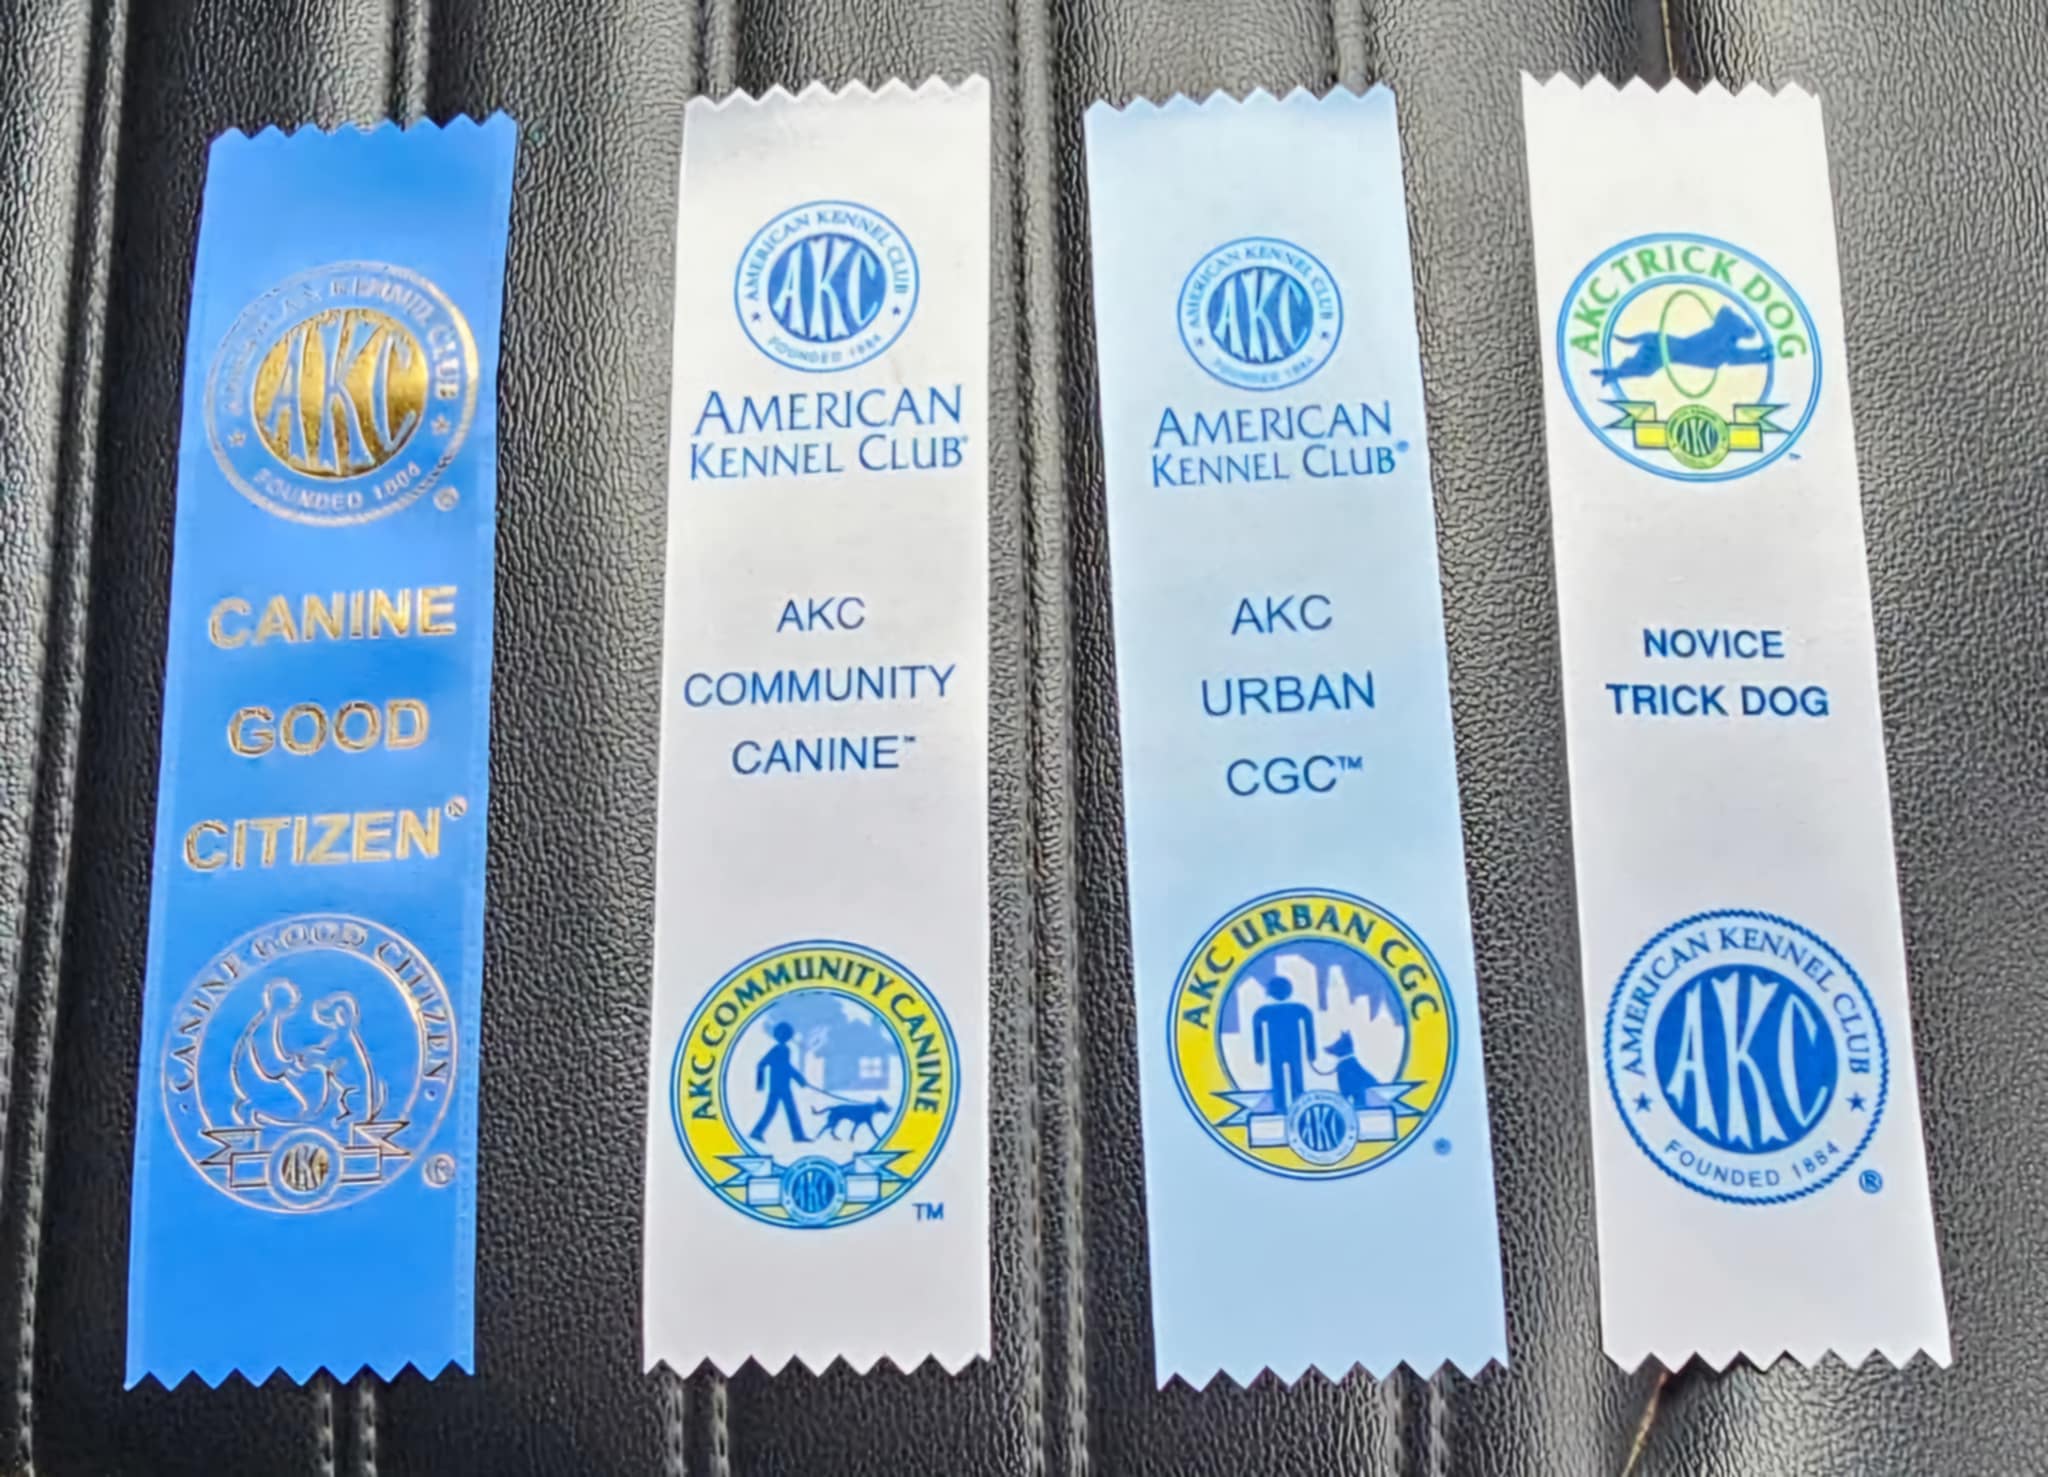 AMERICAN KENNEL CLUB
AKC
FOUNDED 1884
®
CANINE
GOOD
CITIZEN®
CANINE GOOD CITIZEN
AKC
®
AMERICAN KENNEL CLUB
AKC
FOUNDED 1884
AMERICAN
KENNEL CLUB®
AKC
COMMUNITY
CANINE™
AKC COMMUNITY CANINE
AKC
TM
AMERICAN KENNEL CLUB
AKC
FOUNDED 1884
AMERICAN
KENNEL CLUB®
AKC
URBAN
CGC™
AKC URBAN CGC
AKC
®
AKC TRICK DOG
AKC
NOVICE
TRICK DOG
AMERICAN KENNEL CLUB
AKC
FOUNDED 1884
®